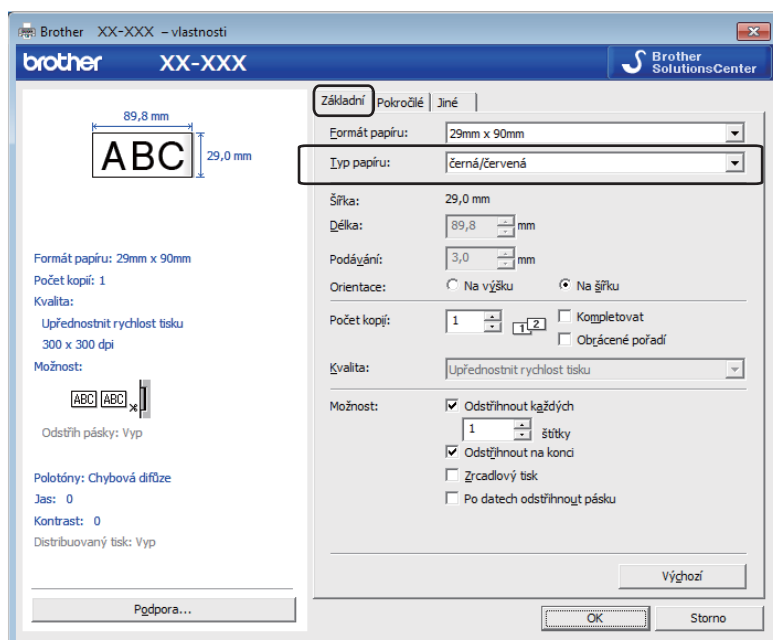 Brother XX-XXX – vlastnosti
brother XX-XXX
Brother
SolutionsCenter
89,8 mm
ABC
29,0 mm
Formát papíru: 29mm x 90mm
Počet kopií: 1
Kvalita:
Upřednostnit rychlost tisku
300 x 300 dpi
Možnost:
ABC ABC
Odstřih pásky: Vyp
Polotóny: Chybová difůze
Jas: 0
Kontrast: 0
Distribuovaný tisk: Vyp
Podpora...
Základní Pokročilé Jiné
Formát papíru: 29mm x 90mm
Typ papíru: černá/červená
Šířka: 29,0 mm
Délka: 89,8 mm
Podávání: 3,0 mm
Orientace: Na výšku Na šířku
Počet kopií: 1 1 2 Kompletovat
Obrácené pořadí
Kvalita: Upřednostnit rychlost tisku
Možnost: Odstřihnout každých
1 štítky
Odstřihnout na konci
Zrcadlový tisk
Po datech odstřihnout pásku
Výchozí
OK Storno